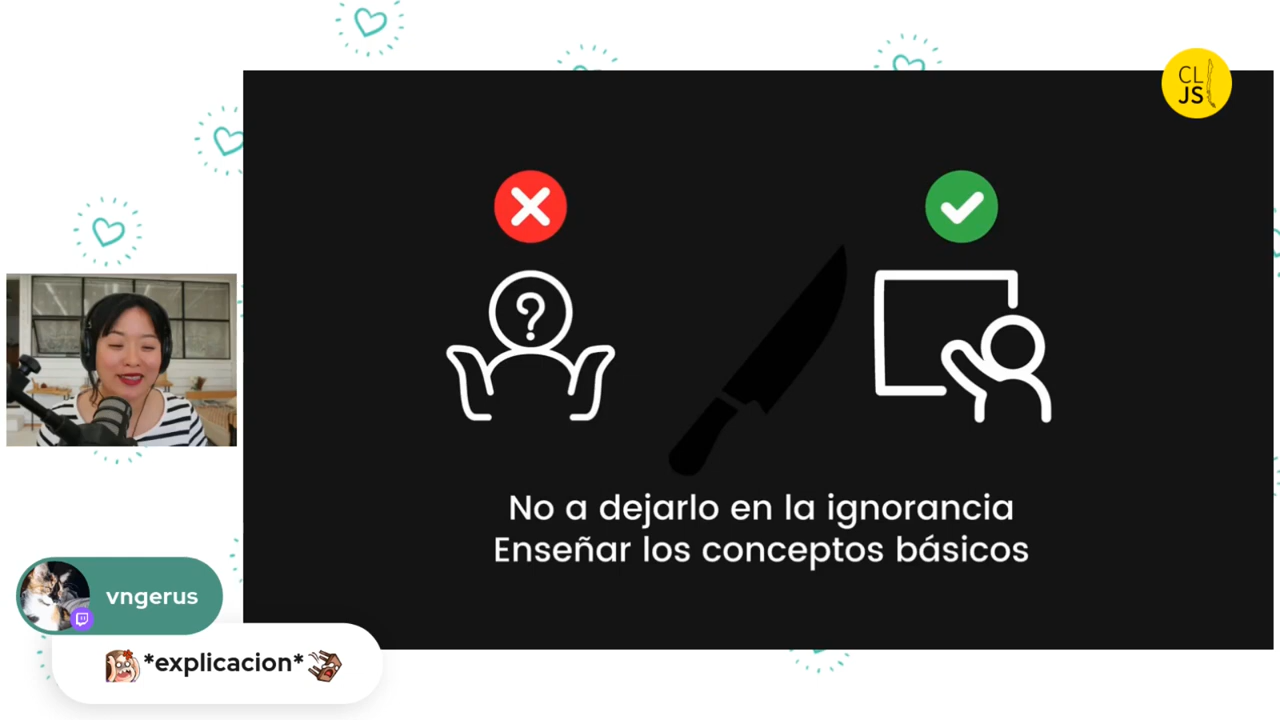 CL
JS
?
No a dejarlo en la ignorancia
Enseñar los conceptos básicos
vngerus
*explicacion*